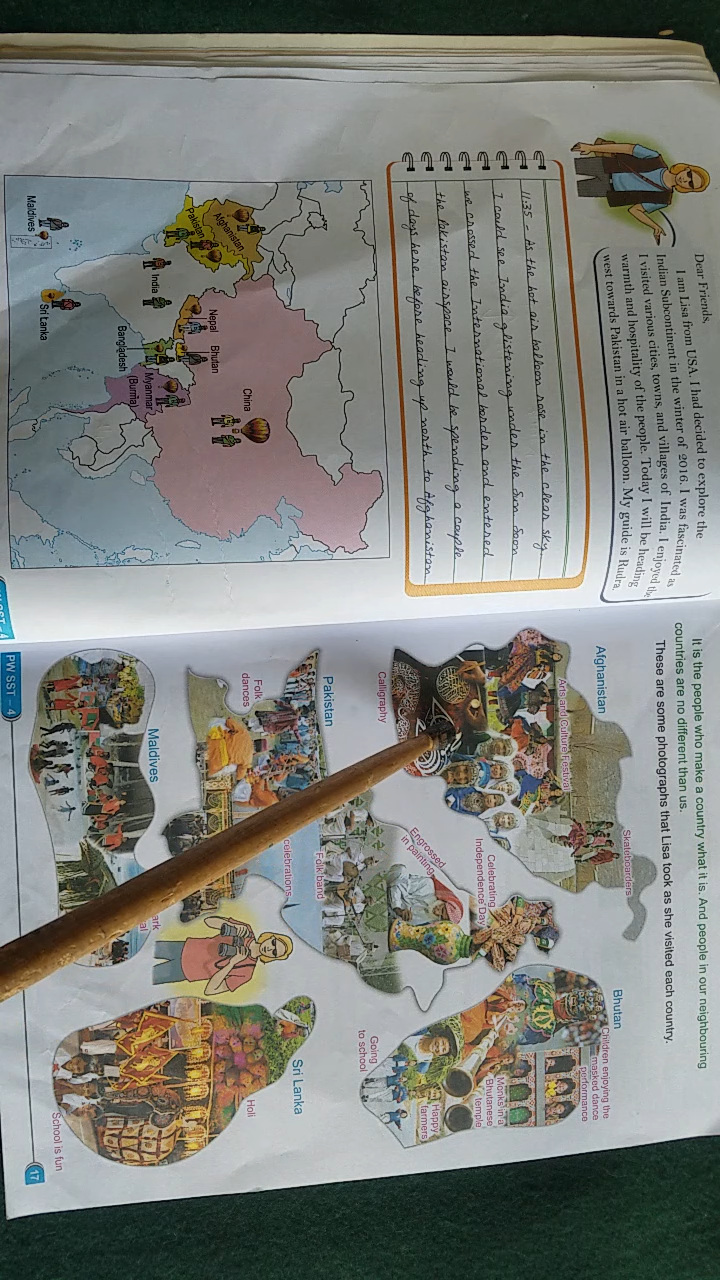 Dear Friends,
I am Lisa from USA. I had decided to explore the
Indian Subcontinent in the winter of 2016. I was fascinated as
I visited various cities, towns, and villages of India. I enjoyed the
warmth and hospitality of the people. Today I will be heading
west towards Pakistan in a hot air balloon. My guide is Rudra.
11:35 - As the hot air balloon rose in the clear sky
I could see India glistening under the Sun. Soon
we crossed the International border and entered
the Pakistan airspace. I would be spending a couple
of days here before heading up north to Afghanistan
Afghanistan
Pakistan
India
Nepal
Bhutan
China
Bangladesh
Myanmar
(Burma)
Sri Lanka
Maldives
SST - 4
It is the people who make a country what it is. And people in our neighbouring
countries are no different than us.
These are some photographs that Lisa took as she visited each country.
Afghanistan
Skateboarders
Arts and Culture Festival
Celebrating
Independence Day
Calligraphy
Bhutan
Children enjoying the
masked dance
performance
Monks in a
Bhutanese
temple
Happy
farmers
Going
to school
Pakistan
Engrossed
in painting
Folk band
Folk
dances
celebrations
Maldives
Sri Lanka
Holi
School is fun
PW SST - 4
17